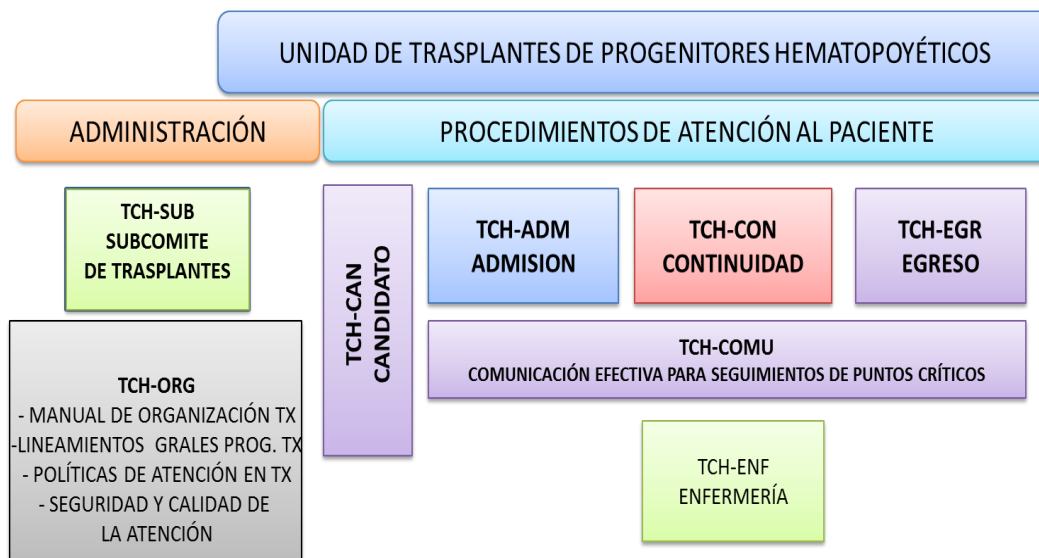 UNIDAD DE TRASPLANTES DE PROGENITORES HEMATOPOYÉTICOS
ADMINISTRACIÓN
PROCEDIMIENTOS DE ATENCIÓN AL PACIENTE
TCH-SUB
SUBCOMITE
DE TRASPLANTES
TCH-ORG
- MANUAL DE ORGANIZACIÓN TX
-LINEAMIENTOS GRALES PROG. TX
- POLÍTICAS DE ATENCIÓN EN TX
- SEGURIDAD Y CALIDAD DE
LA ATENCIÓN
TCH-CAN
CANDIDATO
TCH-ADM
ADMISION
TCH-CON
CONTINUIDAD
TCH-EGR
EGRESO
TCH-COMU
COMUNICACIÓN EFECTIVA PARA SEGUIMIENTOS DE PUNTOS CRÍTICOS
TCH-ENF
ENFERMERÍA